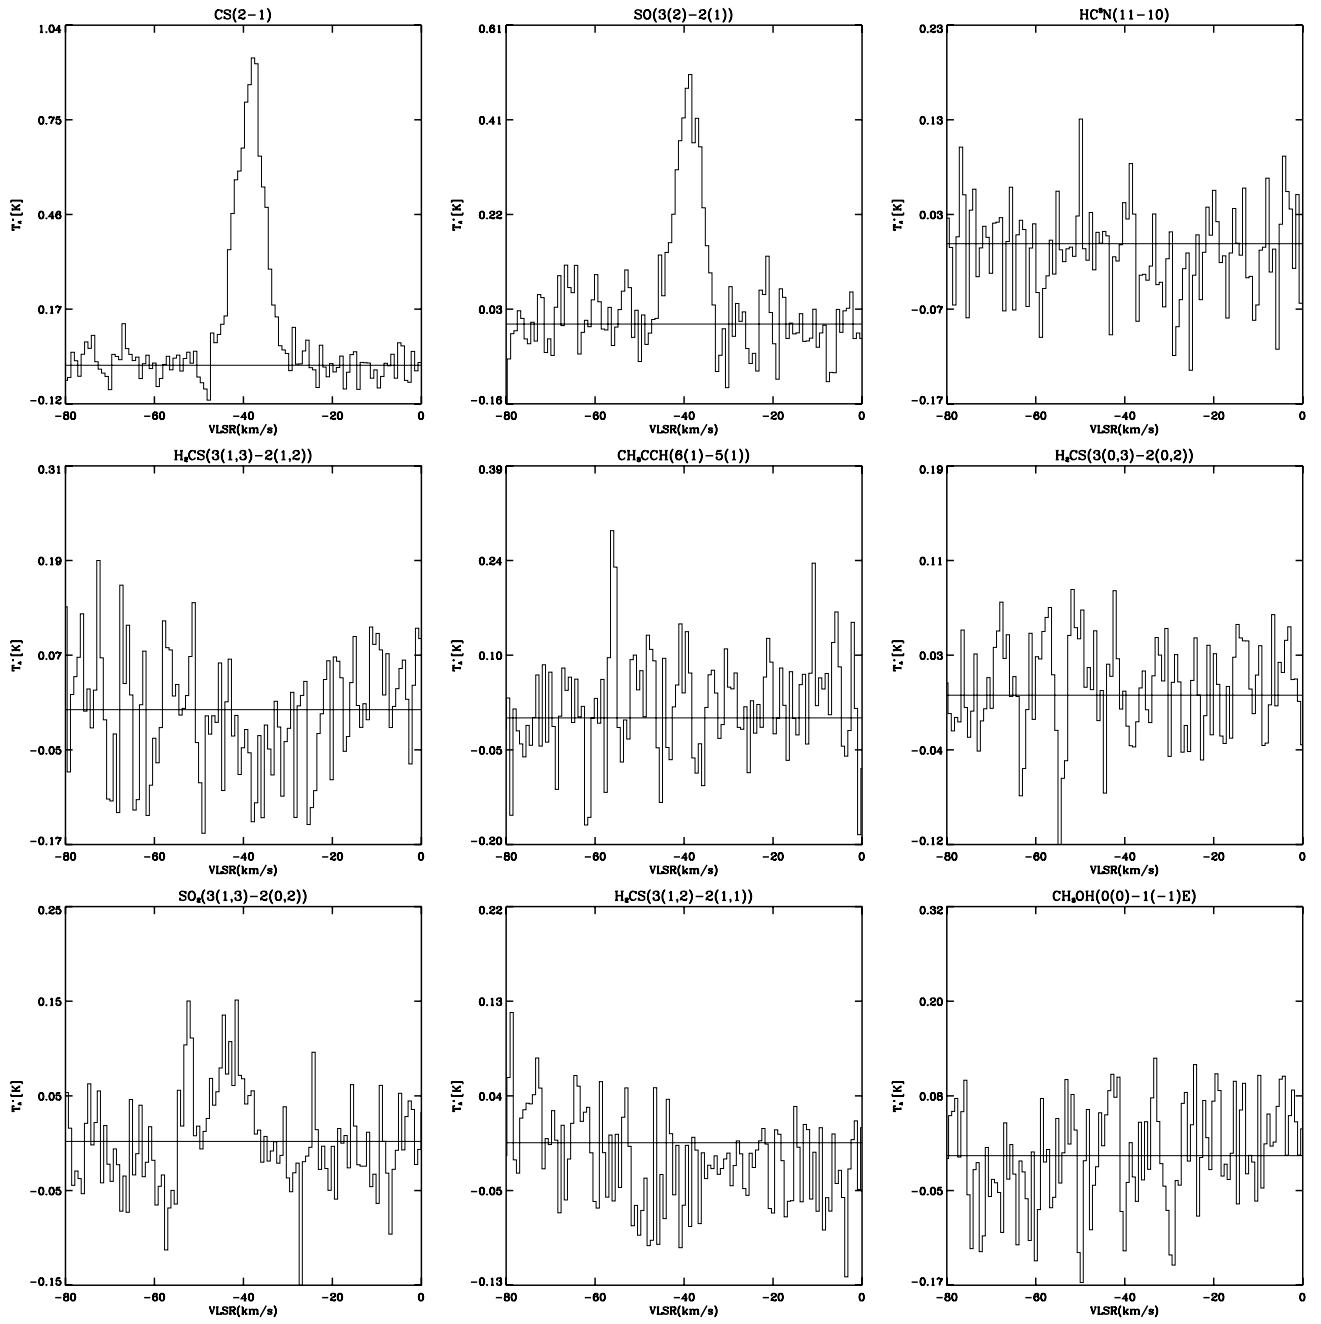 CS(2-1) SO(3(2)-2(1)) HC³N(11-10)
1.04 0.61 0.23
0.75 0.41 0.13
T_A*[K] T_A*[K] T_A*[K]
0.46 0.22 0.03
0.17 0.03 -0.07
-0.12 -0.16 -0.17
-80 -60 -40 -20 0 -80 -60 -40 -20 0 -80 -60 -40 -20 0
VLSR(km/s) VLSR(km/s) VLSR(km/s)
H₂CS(3(1,3)-2(1,2)) CH₃CCH(6(1)-5(1)) H₂CS(3(0,3)-2(0,2))
0.31 0.39 0.19
0.19 0.24 0.11
T_A*[K] T_A*[K] T_A*[K]
0.07 0.10 0.03
-0.05 -0.05 -0.04
-0.17 -0.20 -0.12
-80 -60 -40 -20 0 -80 -60 -40 -20 0 -80 -60 -40 -20 0
VLSR(km/s) VLSR(km/s) VLSR(km/s)
SO₂(3(1,3)-2(0,2)) H₂CS(3(1,2)-2(1,1)) CH₃OH(0(0)-1(-1)E)
0.25 0.22 0.32
0.15 0.13 0.20
T_A*[K] T_A*[K] T_A*[K]
0.05 0.04 0.08
-0.05 -0.05 -0.05
-0.15 -0.13 -0.17
-80 -60 -40 -20 0 -80 -60 -40 -20 0 -80 -60 -40 -20 0
VLSR(km/s) VLSR(km/s) VLSR(km/s)